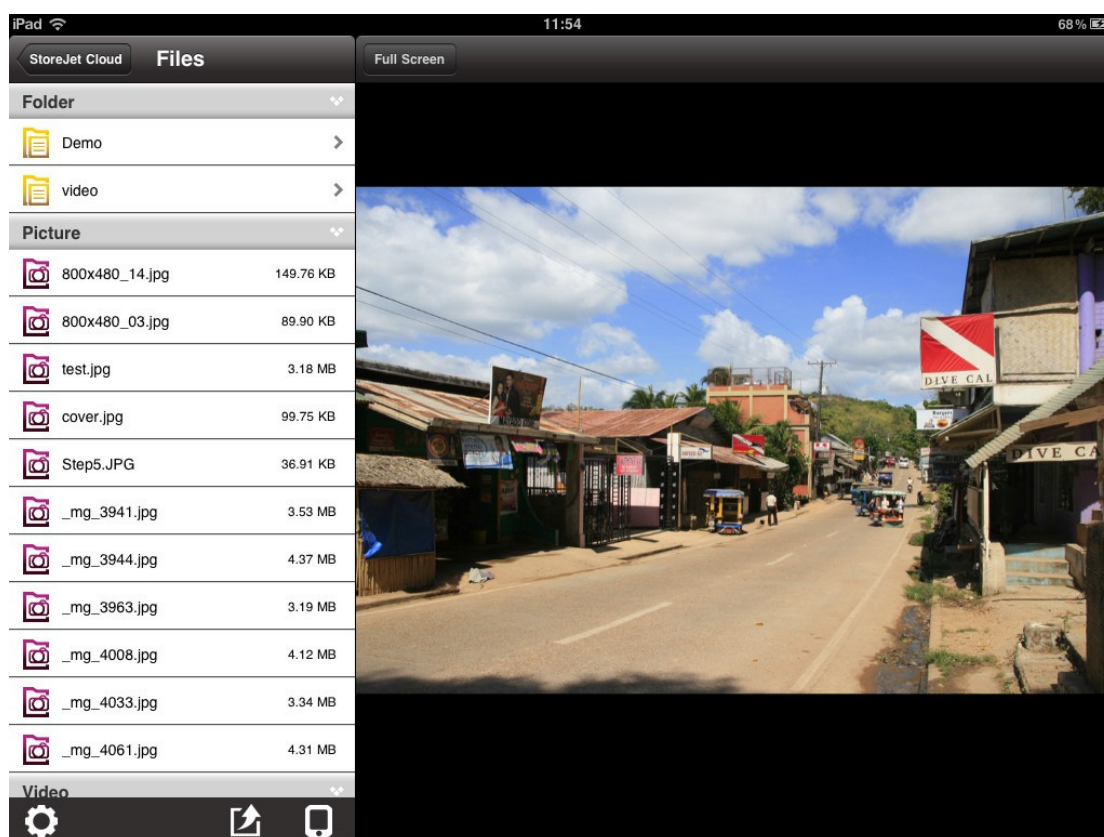 iPad 11:54 68%
StoreJet Cloud Files Full Screen
Folder
Demo
video
Picture
800x480_14.jpg 149.76 KB
800x480_03.jpg 89.90 KB
test.jpg 3.18 MB
cover.jpg 99.75 KB
Step5.JPG 36.91 KB
_mg_3941.jpg 3.53 MB
_mg_3944.jpg 4.37 MB
_mg_3963.jpg 3.19 MB
_mg_4008.jpg 4.12 MB
_mg_4033.jpg 3.34 MB
_mg_4061.jpg 4.31 MB
Video
DIVE CAL
Burgers
DIVE CA